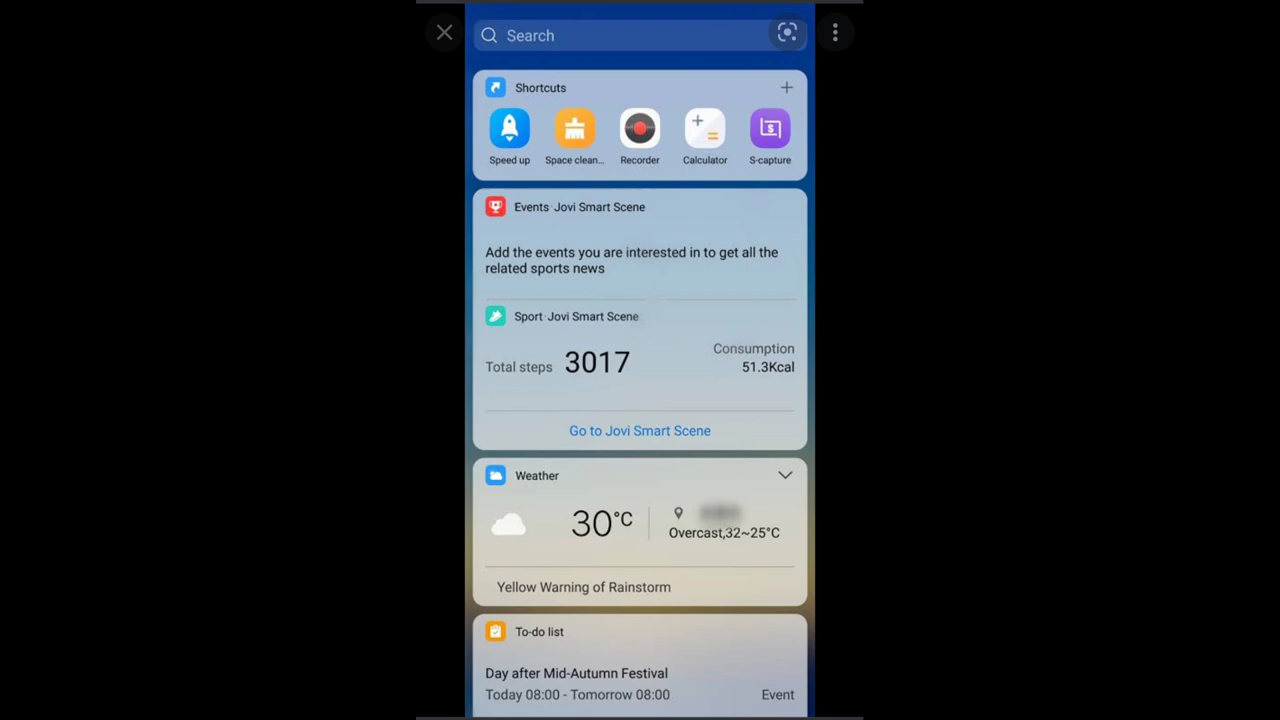 Search
Shortcuts
Speed up Space clean... Recorder Calculator S-capture
Events·Jovi Smart Scene
Add the events you are interested in to get all the
related sports news
Sport·Jovi Smart Scene
Total steps 3017
Consumption
51.3Kcal
Go to Jovi Smart Scene
Weather
30°C
Overcast,32~25°C
Yellow Warning of Rainstorm
To-do list
Day after Mid-Autumn Festival
Today 08:00 - Tomorrow 08:00 Event